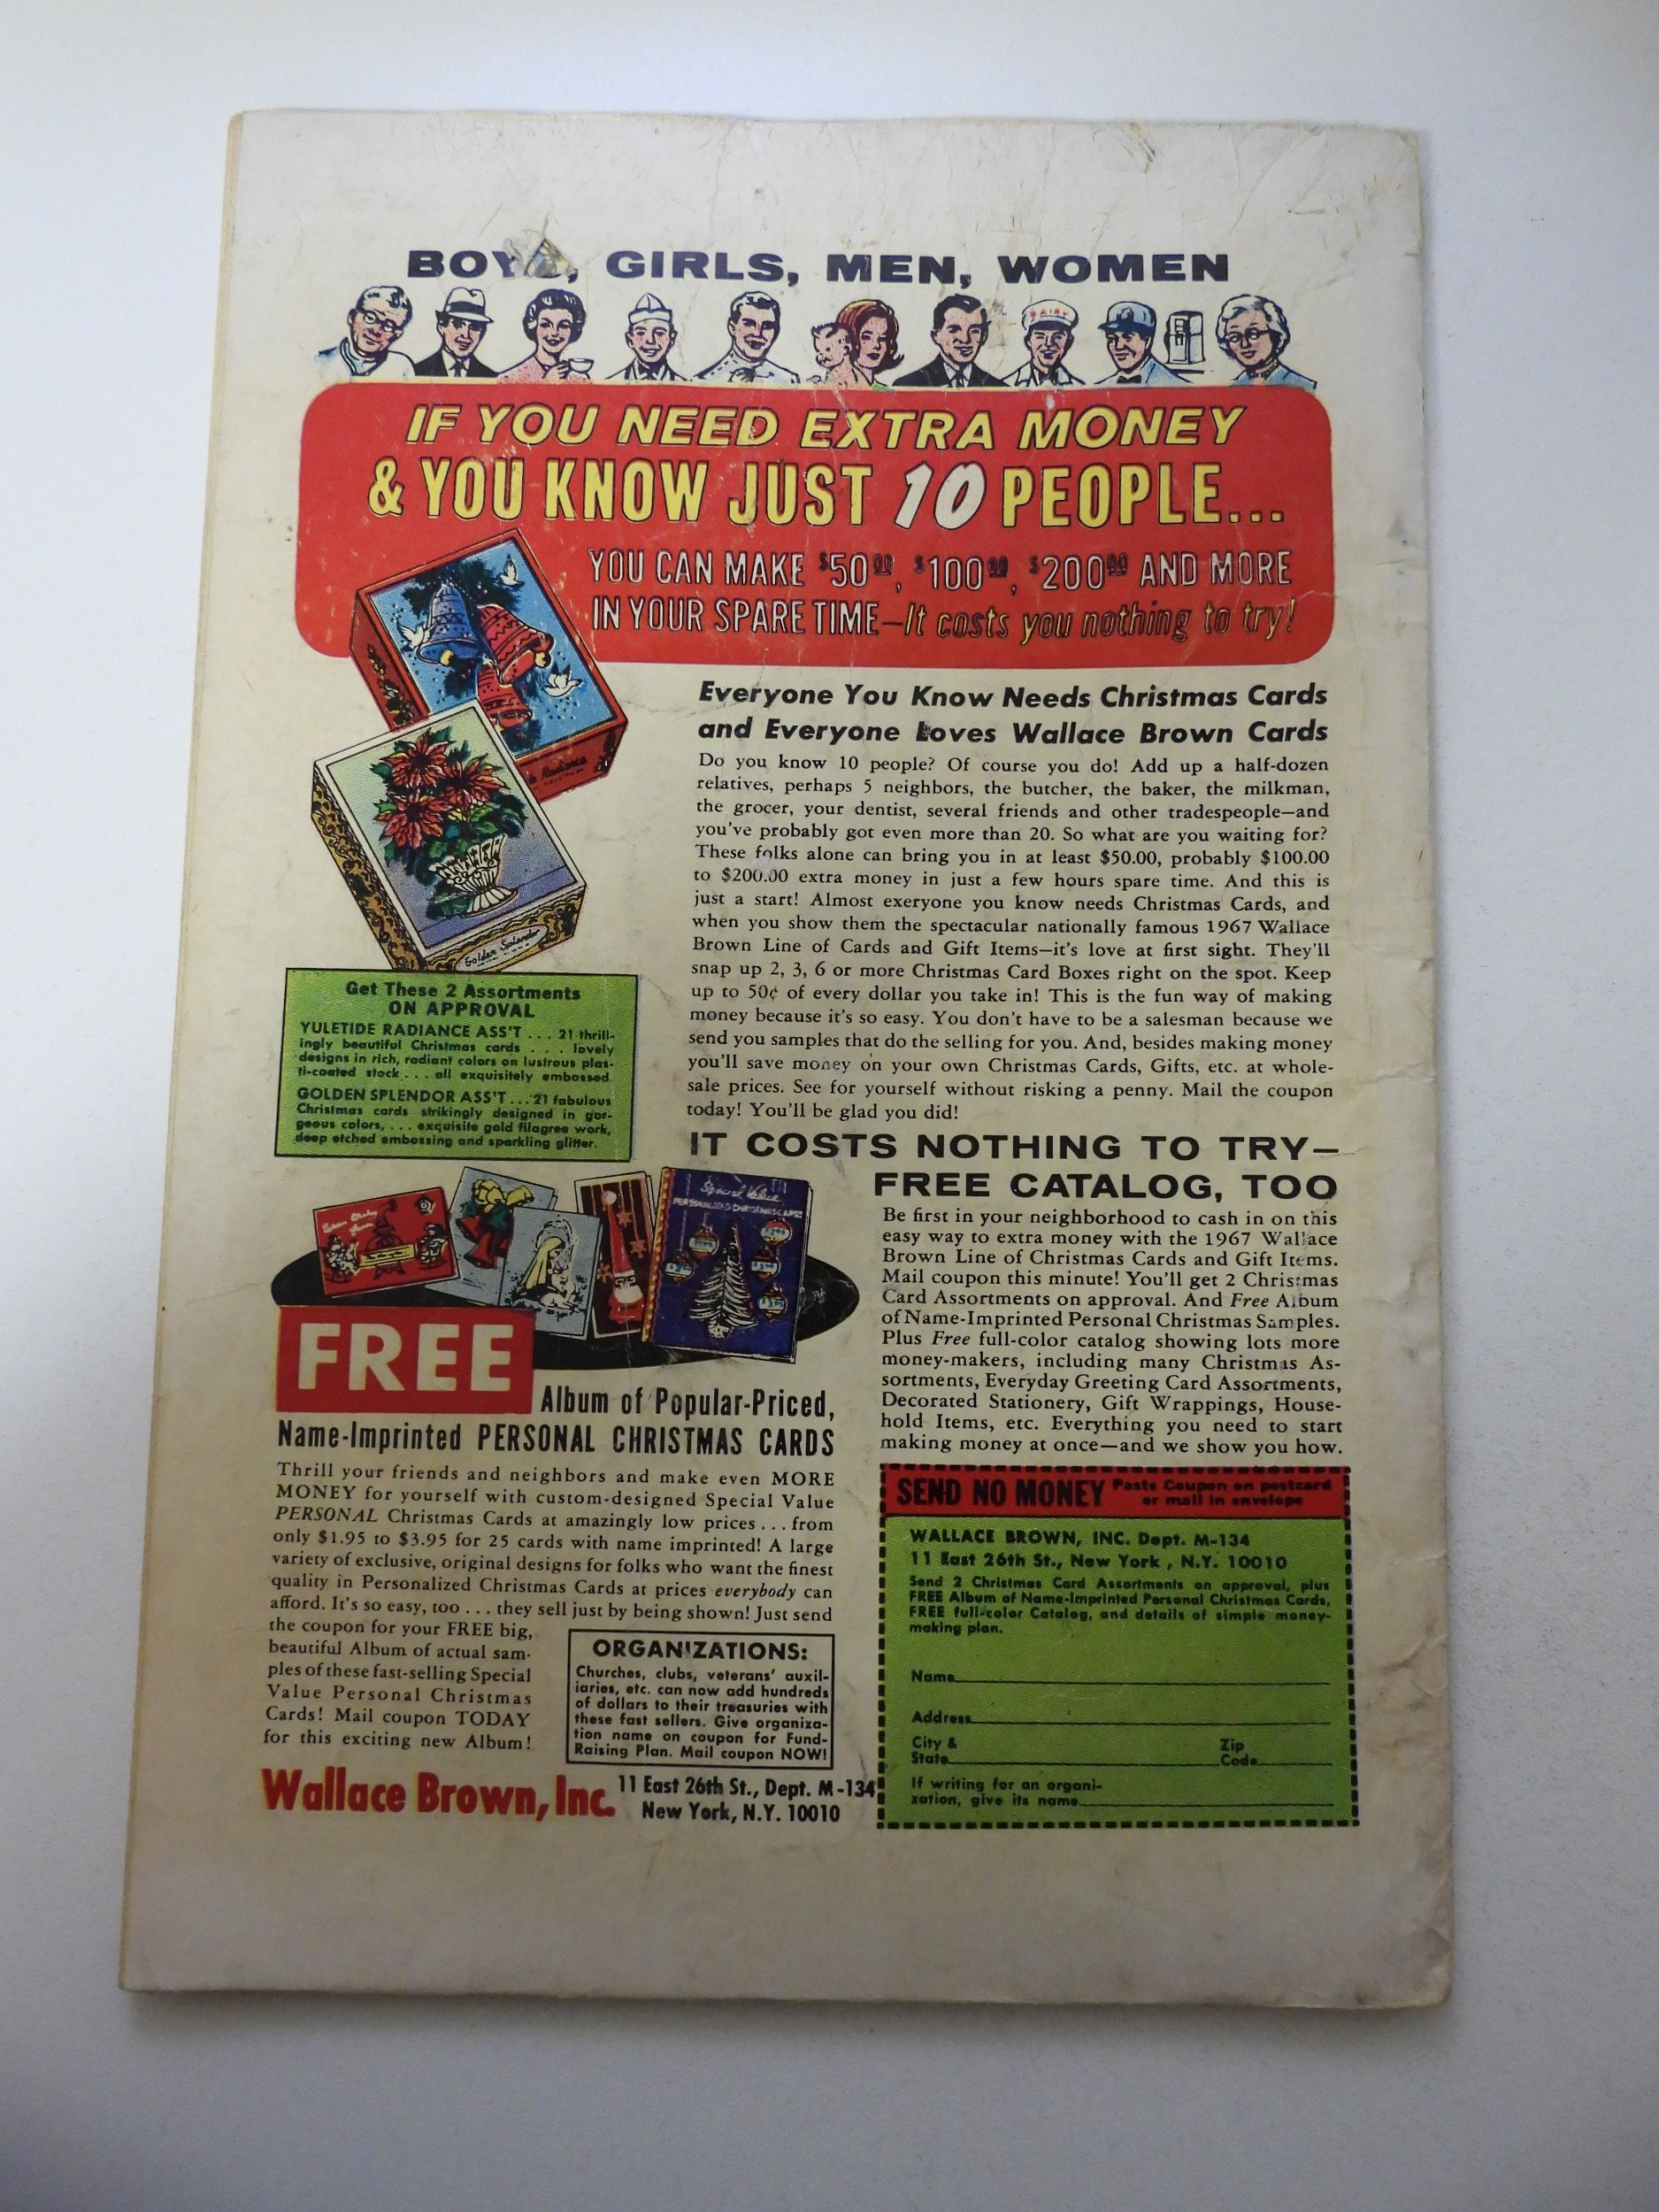 BOYS, GIRLS, MEN, WOMEN
DAIRY
IF YOU NEED EXTRA MONEY
& YOU KNOW JUST 10 PEOPLE...
YOU CAN MAKE $50.00, $100.00, $200.00 AND MORE
IN YOUR SPARE TIME—It costs you nothing to try!
Golden Splendor
Everyone You Know Needs Christmas Cards
and Everyone Loves Wallace Brown Cards
Do you know 10 people? Of course you do! Add up a half-dozen
relatives, perhaps 5 neighbors, the butcher, the baker, the milkman,
the grocer, your dentist, several friends and other tradespeople—and
you've probably got even more than 20. So what are you waiting for?
These folks alone can bring you in at least $50.00, probably $100.00
to $200.00 extra money in just a few hours spare time. And this is
just a start! Almost exeryone you know needs Christmas Cards, and
when you show them the spectacular nationally famous 1967 Wallace
Brown Line of Cards and Gift Items—it's love at first sight. They'll
snap up 2, 3, 6 or more Christmas Card Boxes right on the spot. Keep
up to 50¢ of every dollar you take in! This is the fun way of making
money because it's so easy. You don't have to be a salesman because we
send you samples that do the selling for you. And, besides making money
you'll save money on your own Christmas Cards, Gifts, etc. at whole-
sale prices. See for yourself without risking a penny. Mail the coupon
today! You'll be glad you did!
Get These 2 Assortments
ON APPROVAL
YULETIDE RADIANCE ASS'T . . . 21 thrill-
ingly beautiful Christmas cards . . . lovely
designs in rich, radiant colors on lustrous plas-
ti-coated stock . . . all exquisitely embossed.
GOLDEN SPLENDOR ASS'T . . . 21 fabulous
Christmas cards strikingly designed in gor-
geous colors, . . . exquisite gold filagree work,
deep etched embossing and sparkling glitter.
IT COSTS NOTHING TO TRY—
FREE CATALOG, TOO
Be first in your neighborhood to cash in on this
easy way to extra money with the 1967 Wallace
Brown Line of Christmas Cards and Gift Items.
Mail coupon this minute! You'll get 2 Christmas
Card Assortments on approval. And Free Album
of Name-Imprinted Personal Christmas Samples.
Plus Free full-color catalog showing lots more
money-makers, including many Christmas As-
sortments, Everyday Greeting Card Assortments,
Decorated Stationery, Gift Wrappings, House-
hold Items, etc. Everything you need to start
making money at once—and we show you how.
Special Value
PERSONALIZED CHRISTMAS CARDS
FREE
Album of Popular-Priced,
Name-Imprinted PERSONAL CHRISTMAS CARDS
Thrill your friends and neighbors and make even MORE
MONEY for yourself with custom-designed Special Value
PERSONAL Christmas Cards at amazingly low prices . . . from
only $1.95 to $3.95 for 25 cards with name imprinted! A large
variety of exclusive, original designs for folks who want the finest
quality in Personalized Christmas Cards at prices everybody can
afford. It's so easy, too . . . they sell just by being shown! Just send
the coupon for your FREE big,
beautiful Album of actual sam-
ples of these fast-selling Special
Value Personal Christmas
Cards! Mail coupon TODAY
for this exciting new Album!
ORGANIZATIONS:
Churches, clubs, veterans' auxil-
iaries, etc. can now add hundreds
of dollars to their treasuries with
these fast sellers. Give organiza-
tion name on coupon for Fund-
Raising Plan. Mail coupon NOW!
Wallace Brown, Inc. 11 East 26th St., Dept. M-134
New York, N.Y. 10010
SEND NO MONEY Paste Coupon on postcard
or mail in envelope
WALLACE BROWN, INC. Dept. M-134
11 East 26th St., New York , N.Y. 10010
Send 2 Christmas Card Assortments on approval, plus
FREE Album of Name-Imprinted Personal Christmas Cards,
FREE full-color Catalog, and details of simple money-
making plan.
Name
Address
City & Zip
State Code
If writing for an organi-
zation, give its name